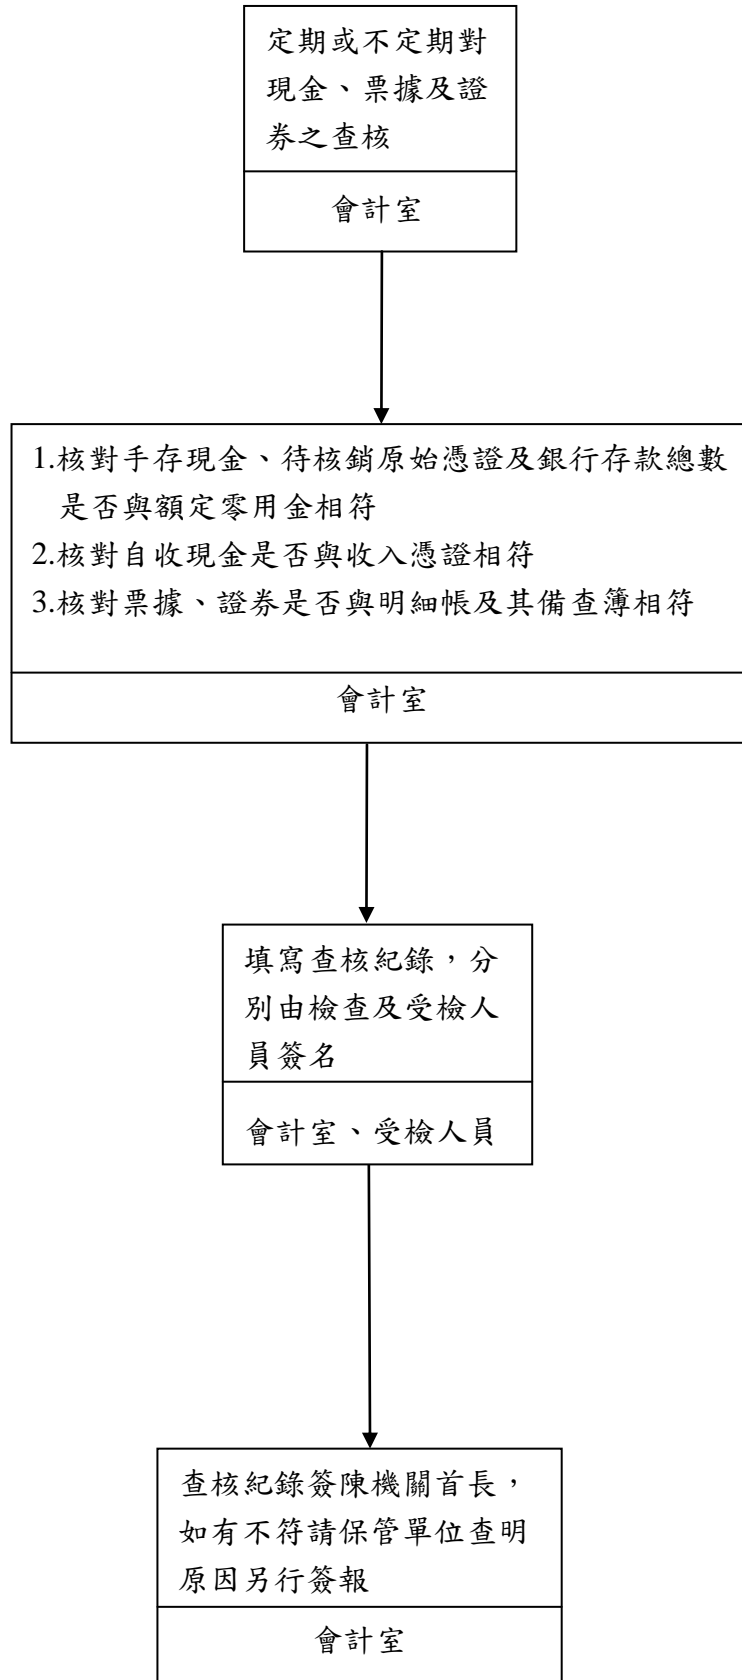 定期或不定期對
現金、票據及證
券之查核
會計室
1.核對手存現金、待核銷原始憑證及銀行存款總數
是否與額定零用金相符
2.核對自收現金是否與收入憑證相符
3.核對票據、證券是否與明細帳及其備查簿相符
會計室
填寫查核紀錄，分
別由檢查及受檢人
員簽名
會計室、受檢人員
查核紀錄簽陳機關首長，
如有不符請保管單位查明
原因另行簽報
會計室